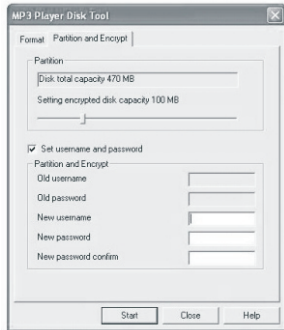 MP3 Player Disk Tool
Format Partition and Encrypt
Partition
Disk total capacity 470 MB
Setting encrypted disk capacity 100 MB
Set username and password
Partition and Encrypt
Old username
Old password
New username
New password
New password confirm
Start Close Help